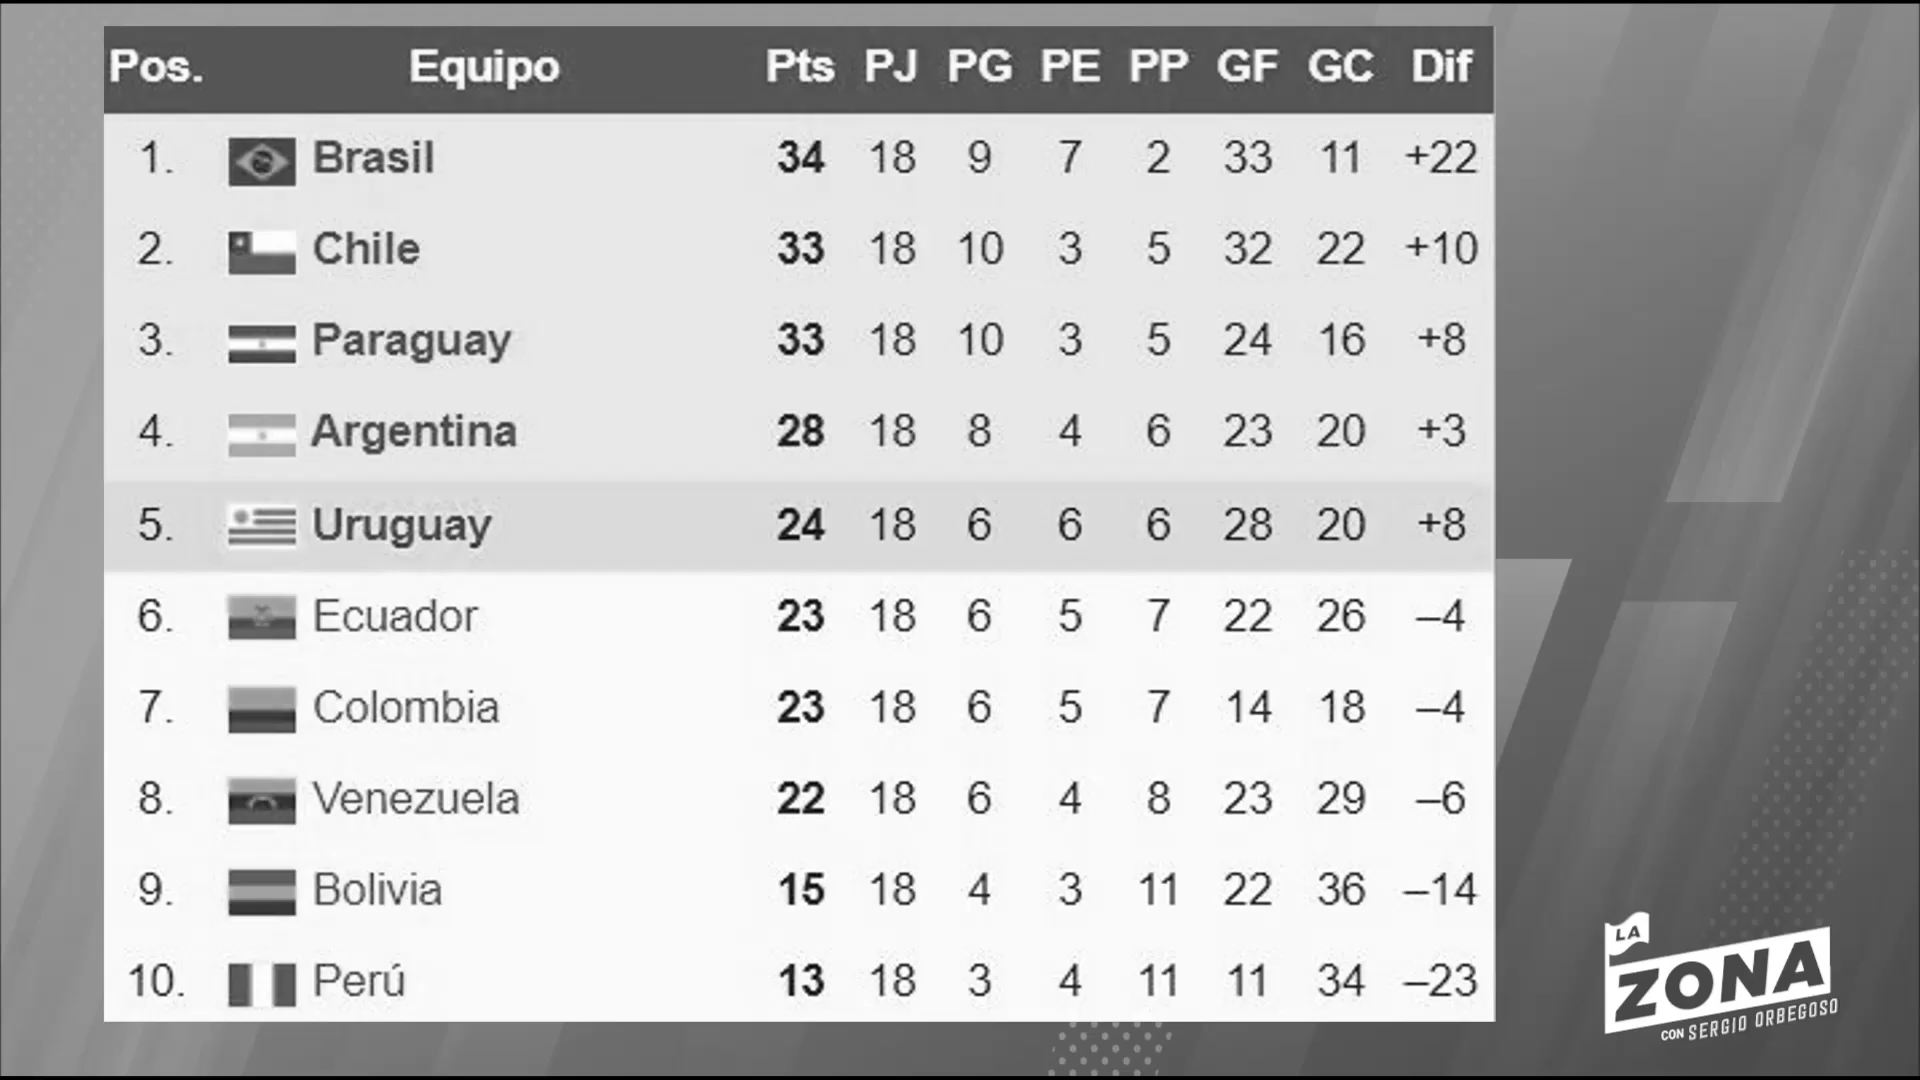 Pos. Equipo Pts PJ PG PE PP GF GC Dif
1. Brasil 34 18 9 7 2 33 11 +22
2. Chile 33 18 10 3 5 32 22 +10
3. Paraguay 33 18 10 3 5 24 16 +8
4. Argentina 28 18 8 4 6 23 20 +3
5. Uruguay 24 18 6 6 6 28 20 +8
6. Ecuador 23 18 6 5 7 22 26 –4
7. Colombia 23 18 6 5 7 14 18 –4
8. Venezuela 22 18 6 4 8 23 29 –6
9. Bolivia 15 18 4 3 11 22 36 –14
10. Perú 13 18 3 4 11 11 34 –23
LA
ZONA
CON SERGIO ORBEGOSO